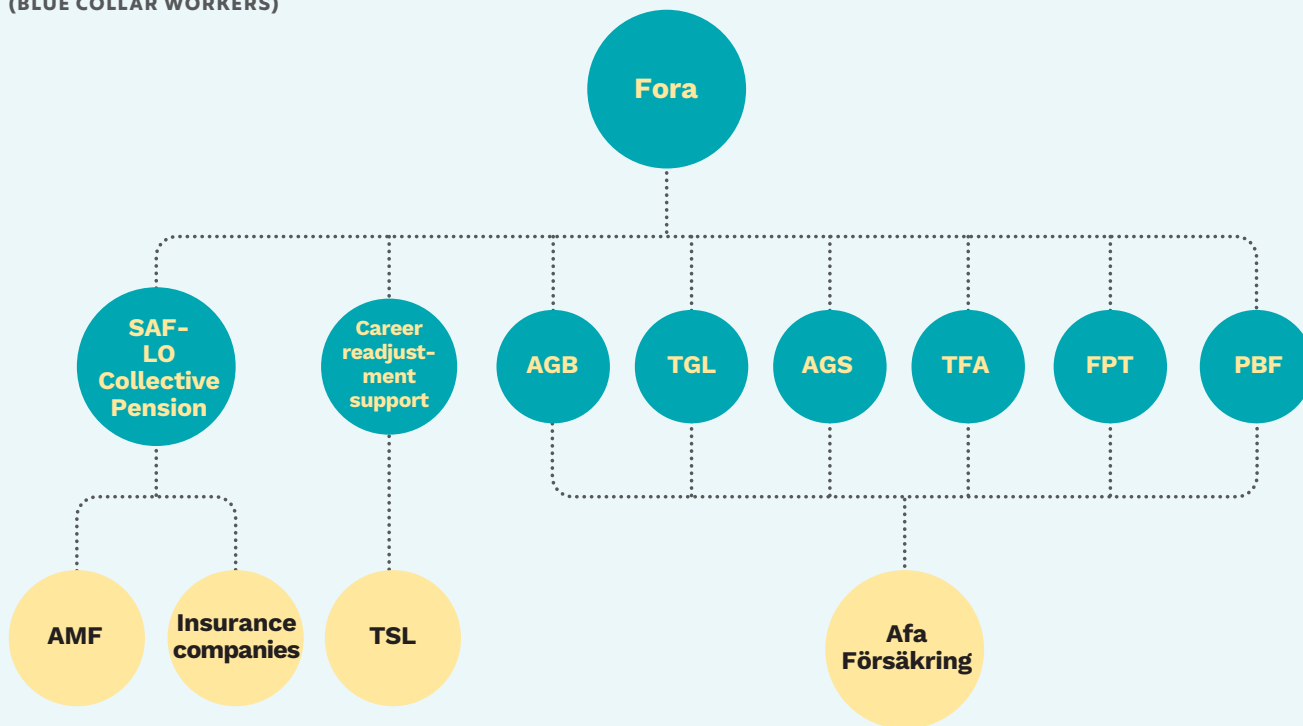 (BLUE COLLAR WORKERS)
Fora
SAF-
LO
Collective
Pension
Career
readjust-
ment
support
AGB
TGL
AGS
TFA
FPT
PBF
AMF
Insurance
companies
TSL
Afa
Försäkring